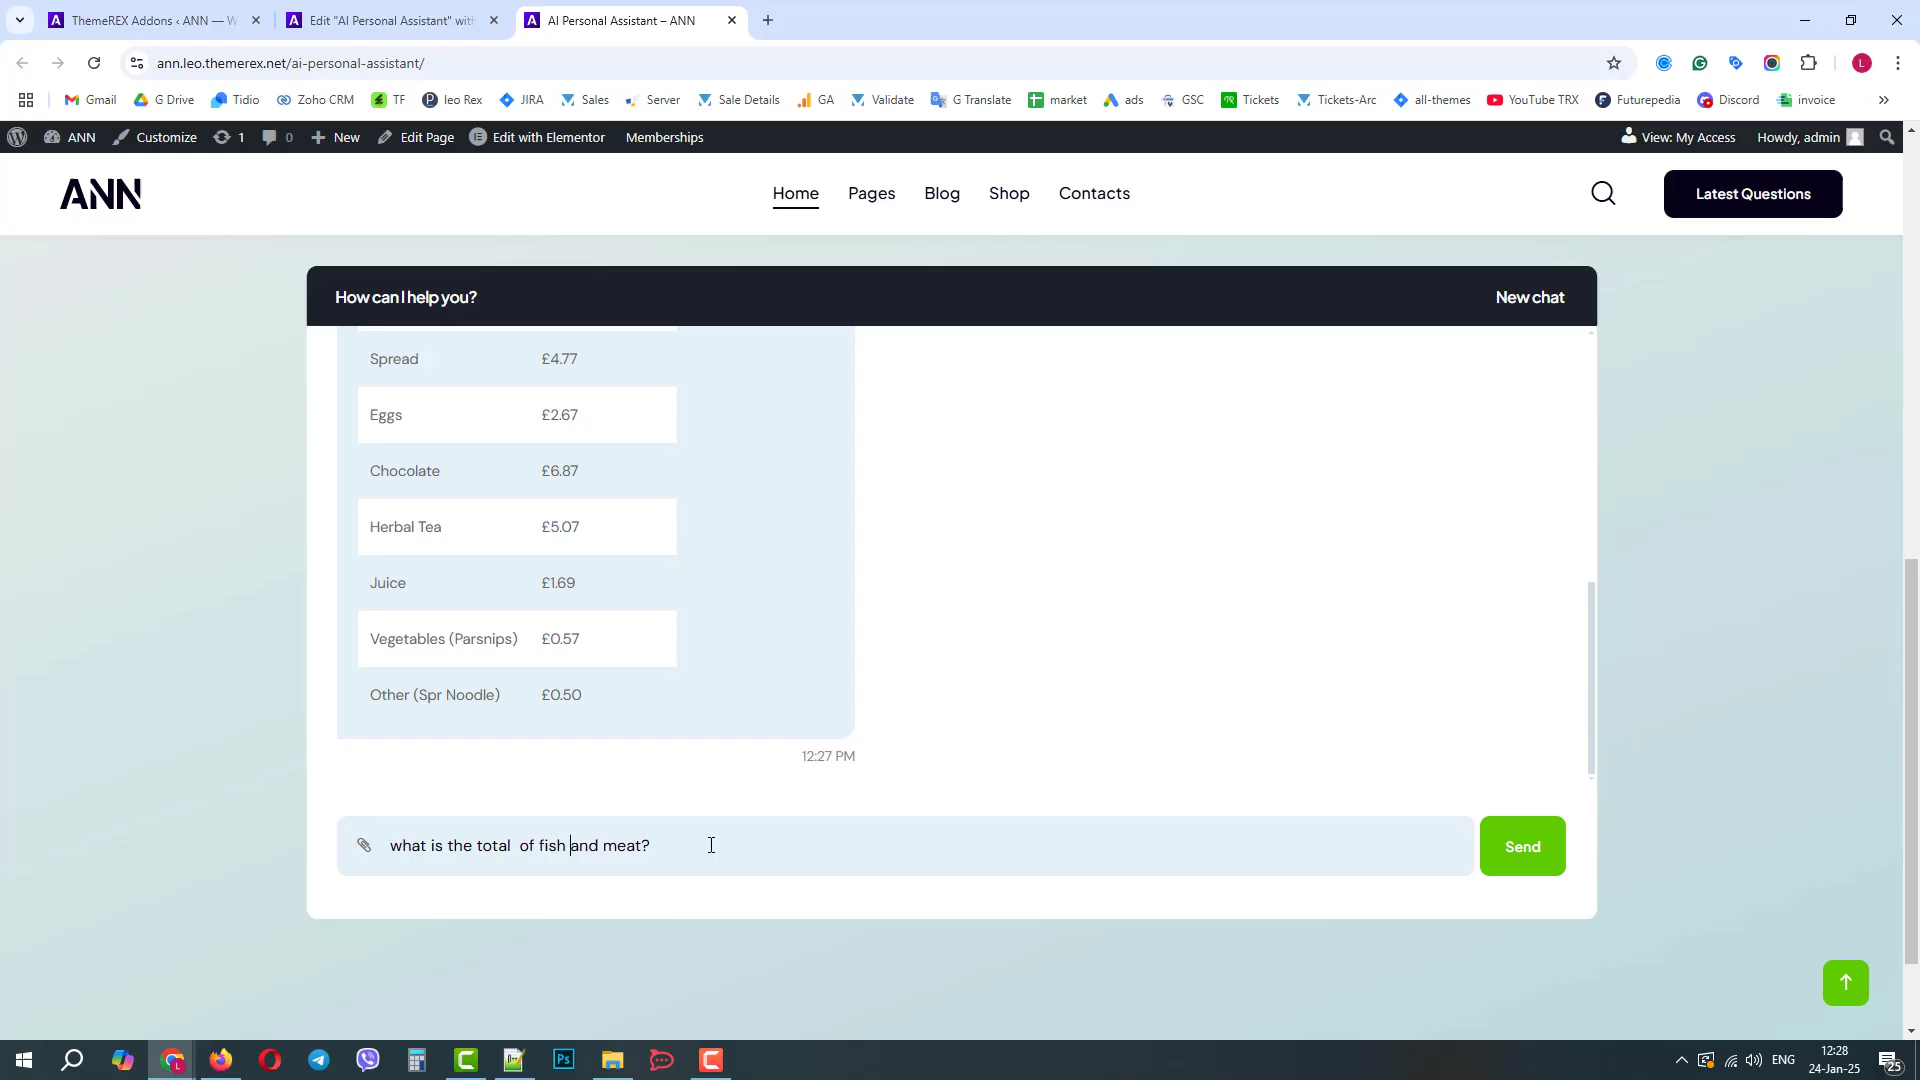 ThemeREX Addons ‹ ANN — W
Edit "AI Personal Assistant" with
AI Personal Assistant – ANN
ann.leo.themerex.net/ai-personal-assistant/
Gmail
G Drive
Tidio
Zoho CRM
TF
leo Rex
JIRA
Sales
Server
Sale Details
GA
Validate
G Translate
market
ads
GSC
Tickets
Tickets-Arc
all-themes
YouTube TRX
Futurepedia
Discord
invoice
ANN
Customize
1
0
New
Edit Page
Edit with Elementor
Memberships
View: My Access
Howdy, admin
ANN
Home
Pages
Blog
Shop
Contacts
Latest Questions
How can I help you?
New chat
Spread £4.77
Eggs £2.67
Chocolate £6.87
Herbal Tea £5.07
Juice £1.69
Vegetables (Parsnips) £0.57
Other (Spr Noodle) £0.50
12:27 PM
what is the total  of fish and meat?
Send
ENG
12:28
24-Jan-25
25